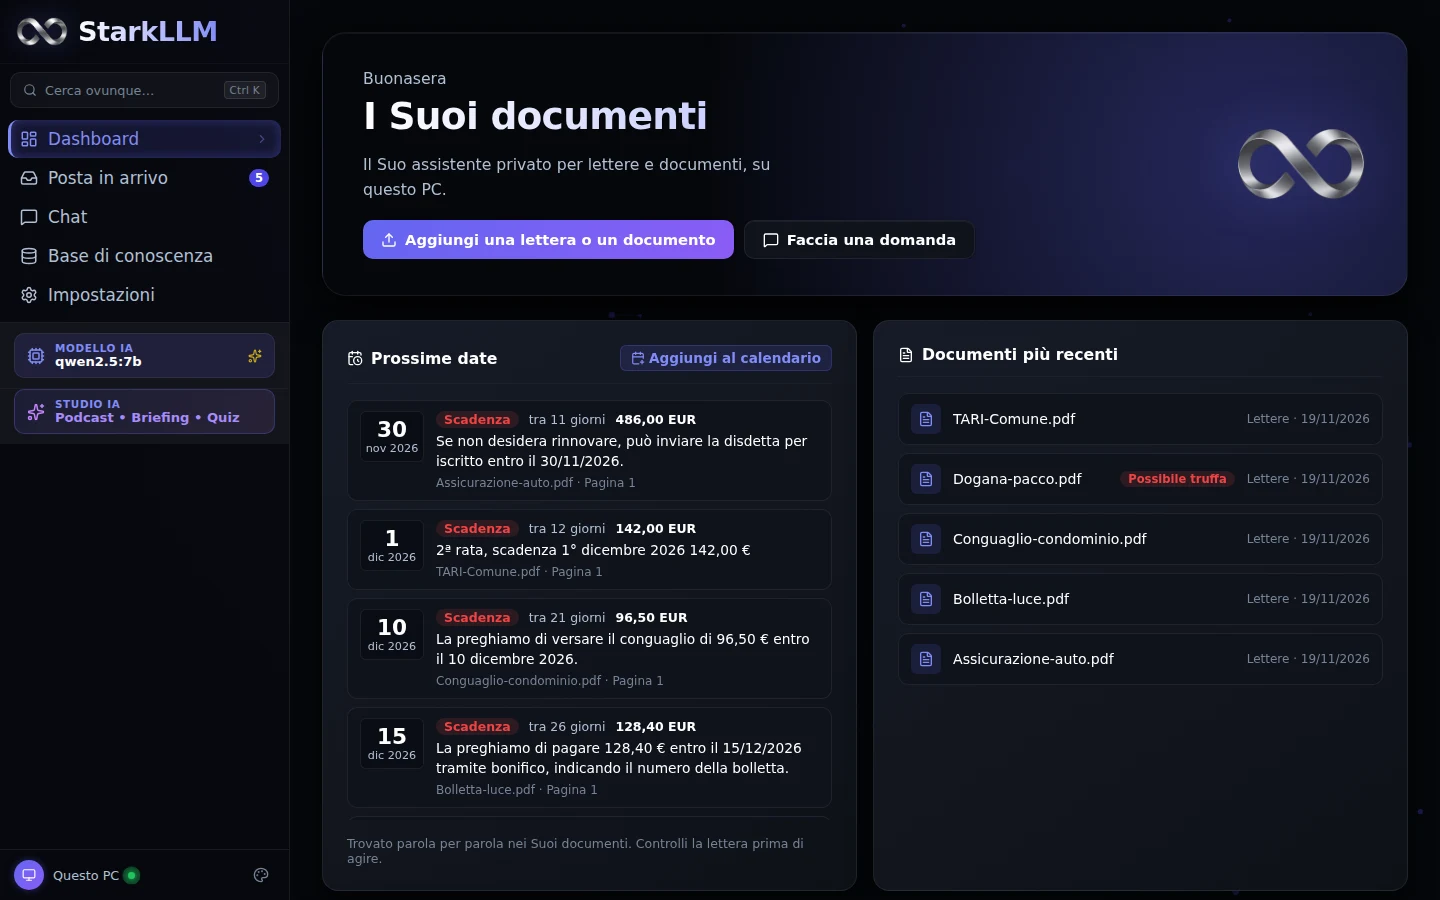 StarkLLM
Cerca ovunque...
Ctrl K
Dashboard
Posta in arrivo
5
Chat
Base di conoscenza
Impostazioni
MODELLO IA
qwen2.5:7b
STUDIO IA
Podcast • Briefing • Quiz
Questo PC
Buonasera
I Suoi documenti
Il Suo assistente privato per lettere e documenti, su
questo PC.
Aggiungi una lettera o un documento
Faccia una domanda
Prossime date
Aggiungi al calendario
30
nov 2026
Scadenza tra 11 giorni 486,00 EUR
Se non desidera rinnovare, può inviare la disdetta per
iscritto entro il 30/11/2026.
Assicurazione-auto.pdf · Pagina 1
1
dic 2026
Scadenza tra 12 giorni 142,00 EUR
2ª rata, scadenza 1° dicembre 2026 142,00 €
TARI-Comune.pdf · Pagina 1
10
dic 2026
Scadenza tra 21 giorni 96,50 EUR
La preghiamo di versare il conguaglio di 96,50 € entro
il 10 dicembre 2026.
Conguaglio-condominio.pdf · Pagina 1
15
dic 2026
Scadenza tra 26 giorni 128,40 EUR
La preghiamo di pagare 128,40 € entro il 15/12/2026
tramite bonifico, indicando il numero della bolletta.
Bolletta-luce.pdf · Pagina 1
Trovato parola per parola nei Suoi documenti. Controlli la lettera prima di
agire.
Documenti più recenti
TARI-Comune.pdf Lettere · 19/11/2026
Dogana-pacco.pdf Possibile truffa Lettere · 19/11/2026
Conguaglio-condominio.pdf Lettere · 19/11/2026
Bolletta-luce.pdf Lettere · 19/11/2026
Assicurazione-auto.pdf Lettere · 19/11/2026